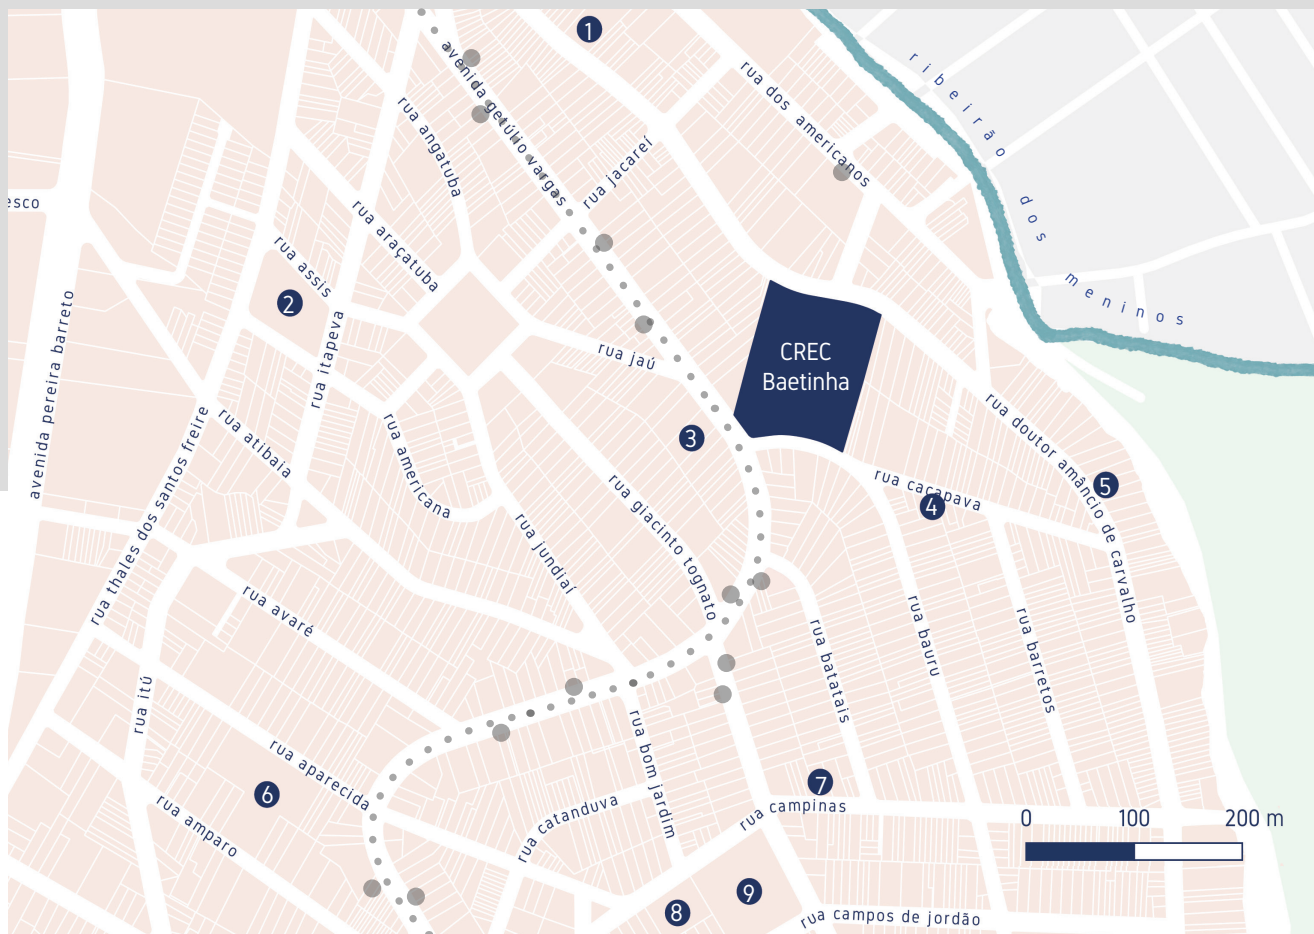 1
avenida getúlio vargas
rua dos americanos
ribeirão dos meninos
rua angatuba
rua jacareí
esco
rua araçatuba
rua assis
2
avenida pereira barreto
rua itapeva
rua jaú
CREC
Baetinha
3
rua thales dos santos freire
rua atibaia
rua americana
rua giacinto tognato
rua caçapava
4
rua doutor amâncio de carvalho
5
rua jundiaí
rua avaré
rua batatais
rua bauru
rua barretos
rua itú
rua aparecida
6
rua amparo
rua bom jardim
rua catanduva
7
rua campinas
0 100 200 m
8
9
rua campos de jordão